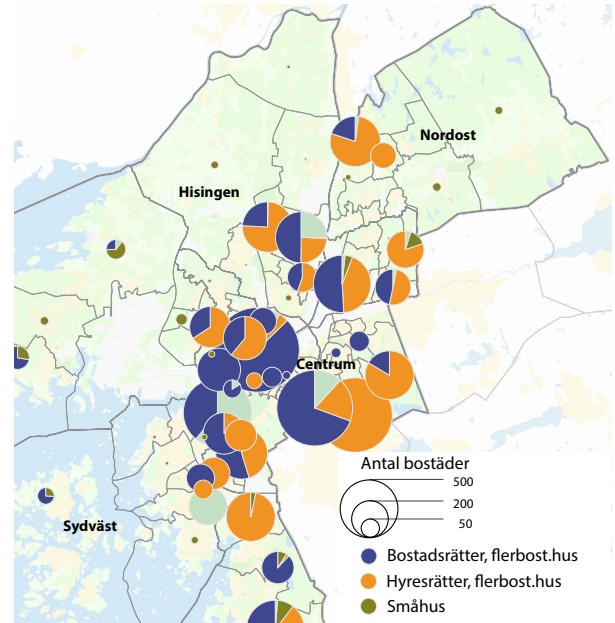 Nordost
Hisingen
Centrum
Sydväst
Antal bostäder
500
200
50
Bostadsrätter, flerbost.hus
Hyresrätter, flerbost.hus
Småhus